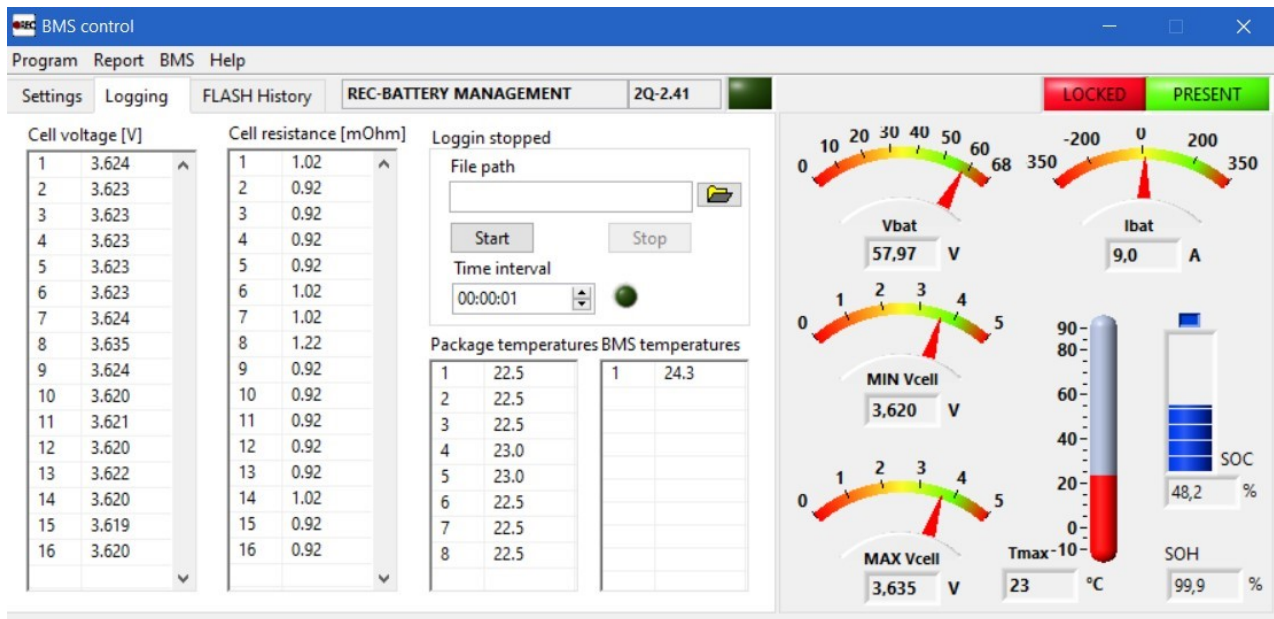 REC BMS control
Program Report BMS Help
Settings Logging FLASH History REC-BATTERY MANAGEMENT 2Q-2.41 LOCKED PRESENT
Cell voltage [V]
1 3.624
2 3.623
3 3.623
4 3.623
5 3.623
6 3.623
7 3.624
8 3.635
9 3.624
10 3.620
11 3.621
12 3.620
13 3.622
14 3.620
15 3.619
16 3.620
Cell resistance [mOhm]
1 1.02
2 0.92
3 0.92
4 0.92
5 0.92
6 1.02
7 1.02
8 1.22
9 0.92
10 0.92
11 0.92
12 0.92
13 0.92
14 1.02
15 0.92
16 0.92
Loggin stopped
File path
Start Stop
Time interval
00:00:01
Package temperatures
1 22.5
2 22.5
3 22.5
4 23.0
5 23.0
6 22.5
7 22.5
8 22.5
BMS temperatures
1 24.3
0 10 20 30 40 50 60 68
Vbat
57,97 V
350 -200 0 200 350
Ibat
9,0 A
0 1 2 3 4 5
MIN Vcell
3,620 V
0 1 2 3 4 5
MAX Vcell
3,635 V
90
80
60
40
20
0
-10
Tmax
23 °C
SOC
48,2 %
SOH
99,9 %